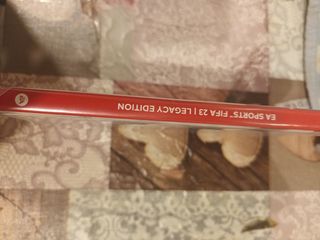 EA SPORTS™ FIFA 23 | LEGACY EDITION